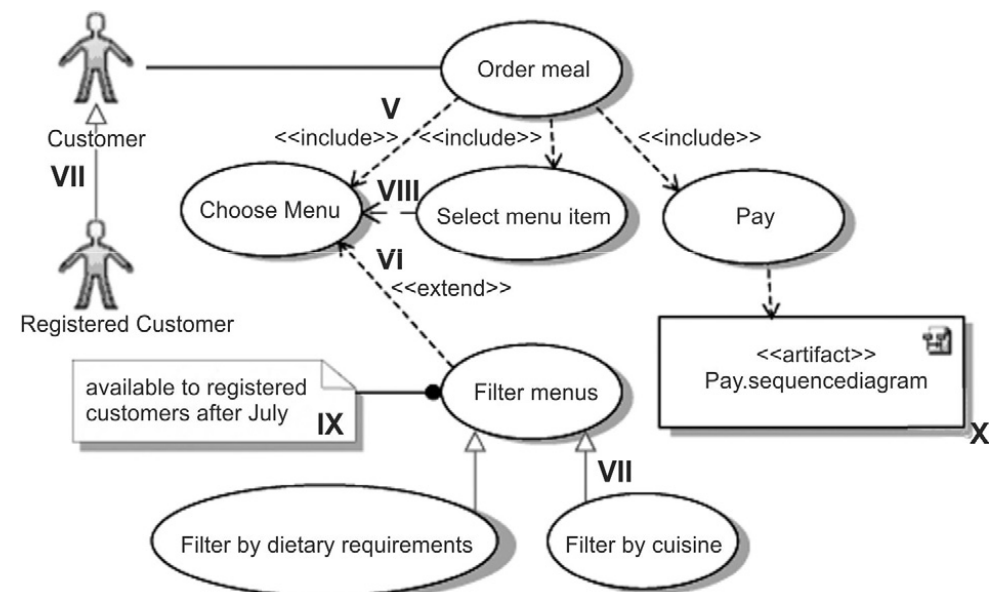 Order meal
V
<<include>> <<include>> <<include>>
Customer
VII
Choose Menu
VIII
Select menu item
Pay
Vi
<<extend>>
Registered Customer
<<artifact>>
Pay.sequencediagram
X
available to registered
customers after July
IX
Filter menus
VII
Filter by dietary requirements
Filter by cuisine